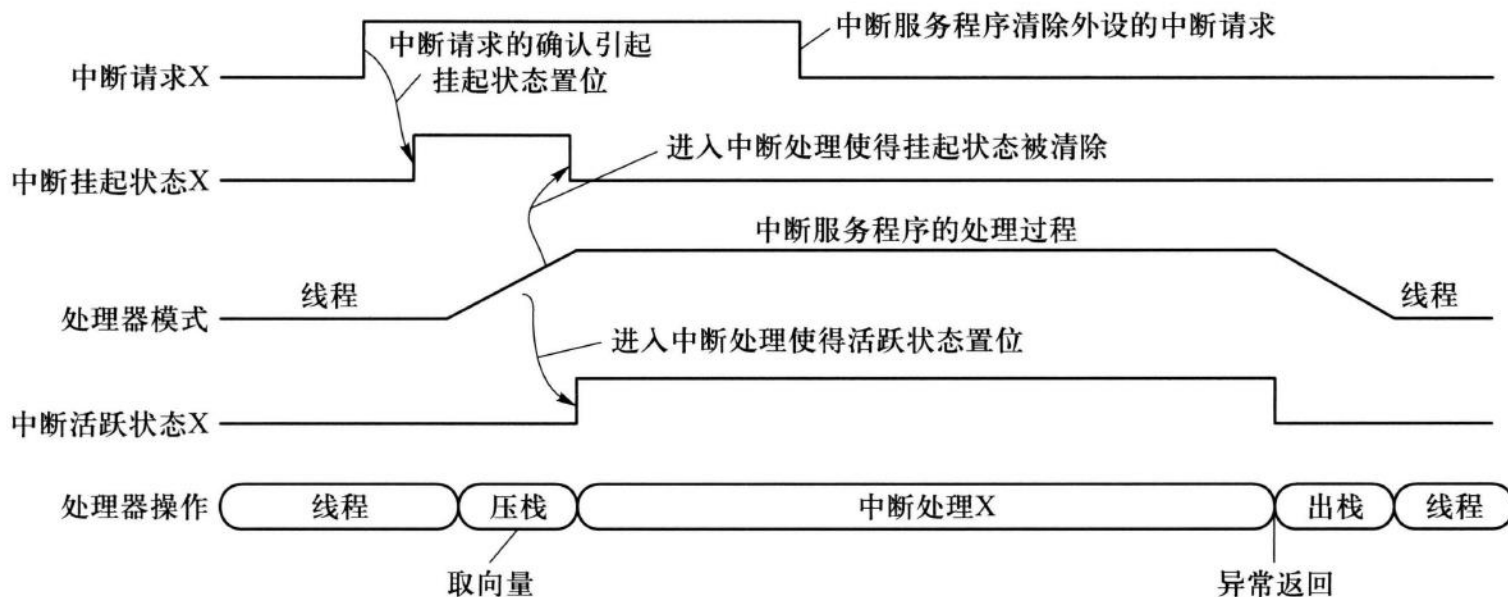 中断服务程序清除外设的中断请求
中断请求的确认引起
挂起状态置位
中断请求X
进入中断处理使得挂起状态被清除
中断挂起状态X
中断服务程序的处理过程
线程
线程
处理器模式
进入中断处理使得活跃状态置位
中断活跃状态X
处理器操作
线程
压栈
中断处理X
出栈
线程
取向量
异常返回